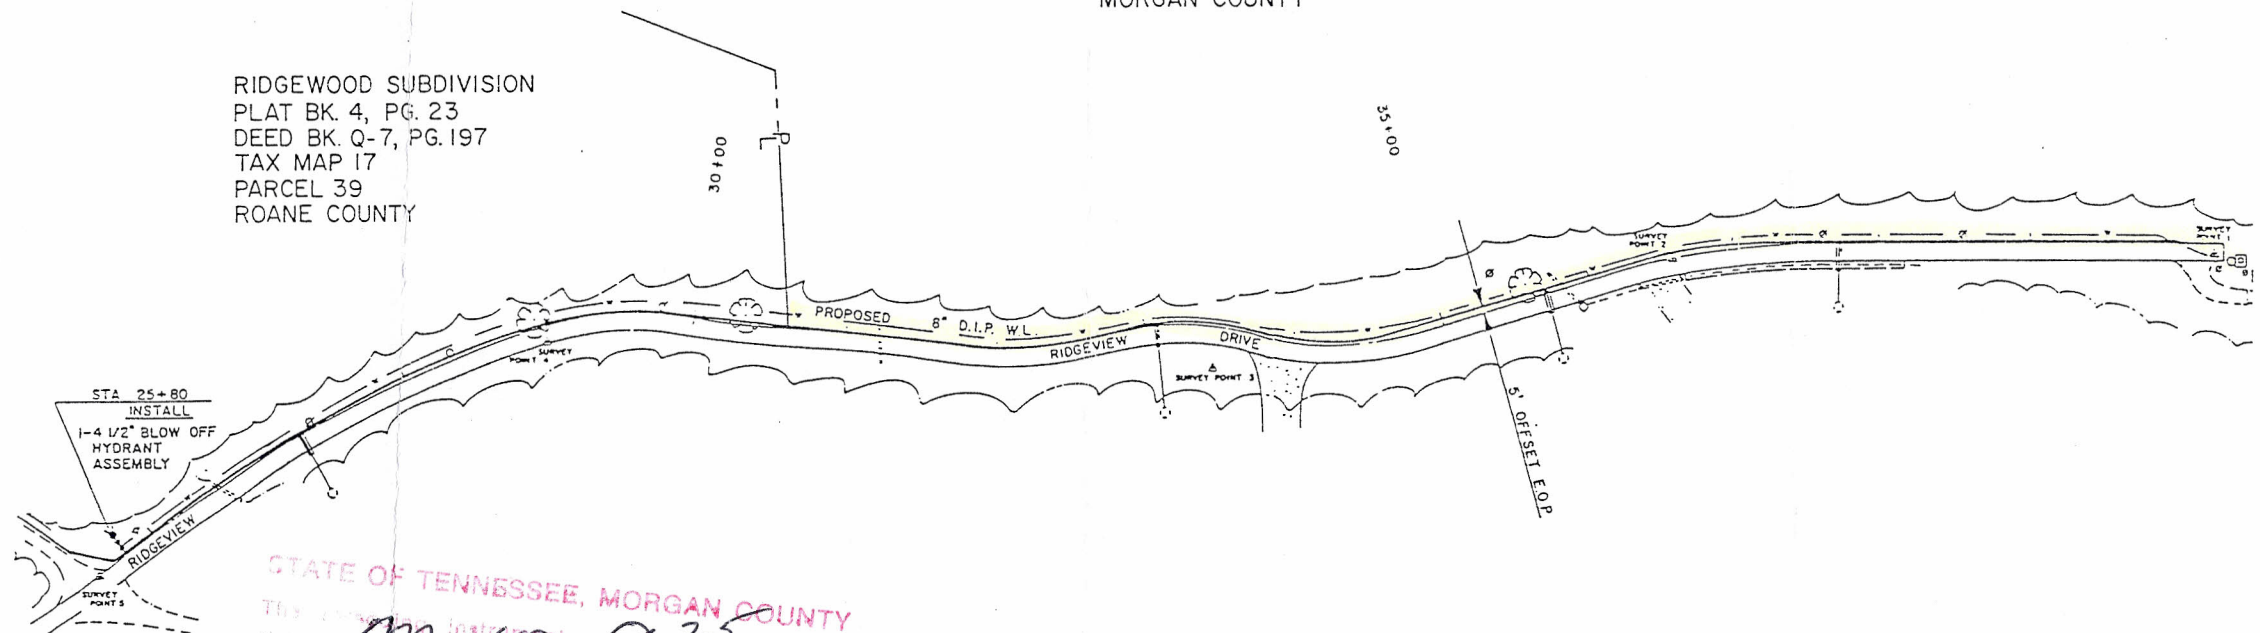 MORGAN COUNTY
RIDGEWOOD SUBDIVISION
PLAT BK. 4, PG. 23
DEED BK. Q-7, PG. 197
TAX MAP 17
PARCEL 39
ROANE COUNTY
PL
30+00
35+00
SURVEY
POINT 2
SURVEY
POINT 1
PROPOSED 8" D.I.P. W.L.
RIDGEVIEW DRIVE
SURVEY
POINT 4
SURVEY POINT 3
5' OFFSET E.O.P
STA 25+80
INSTALL
1-4 1/2" BLOW OFF
HYDRANT
ASSEMBLY
RIDGEVIEW
SURVEY
POINT 5
STATE OF TENNESSEE, MORGAN COUNTY